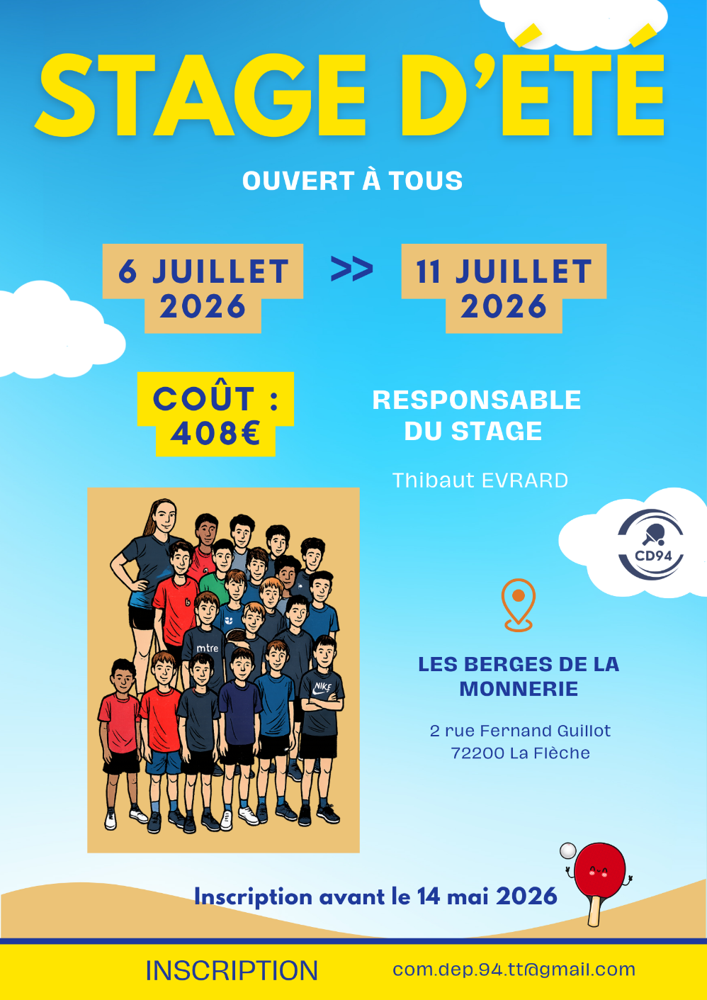 STAGE D'ÉTÉ
OUVERT À TOUS
6 JUILLET
2026
>>
11 JUILLET
2026
COÛT :
408€
RESPONSABLE
DU STAGE
Thibaut EVRARD
CD94
mtre
NIKE
LES BERGES DE LA
MONNERIE
2 rue Fernand Guillot
72200 La Flèche
Inscription avant le 14 mai 2026
INSCRIPTION
com.dep.94.tt@gmail.com